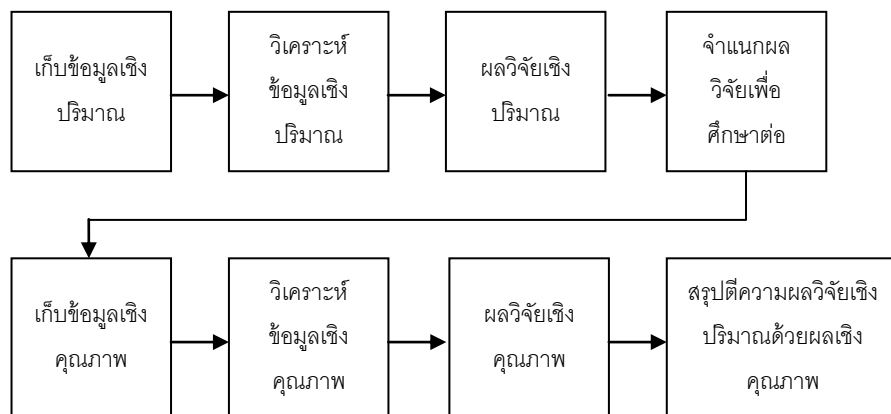 เก็บข้อมูลเชิง
ปริมาณ
วิเคราะห์
ข้อมูลเชิง
ปริมาณ
ผลวิจัยเชิง
ปริมาณ
จำแนกผล
วิจัยเพื่อ
ศึกษาต่อ
เก็บข้อมูลเชิง
คุณภาพ
วิเคราะห์
ข้อมูลเชิง
คุณภาพ
ผลวิจัยเชิง
คุณภาพ
สรุปตีความผลวิจัยเชิง
ปริมาณด้วยผลเชิง
คุณภาพ